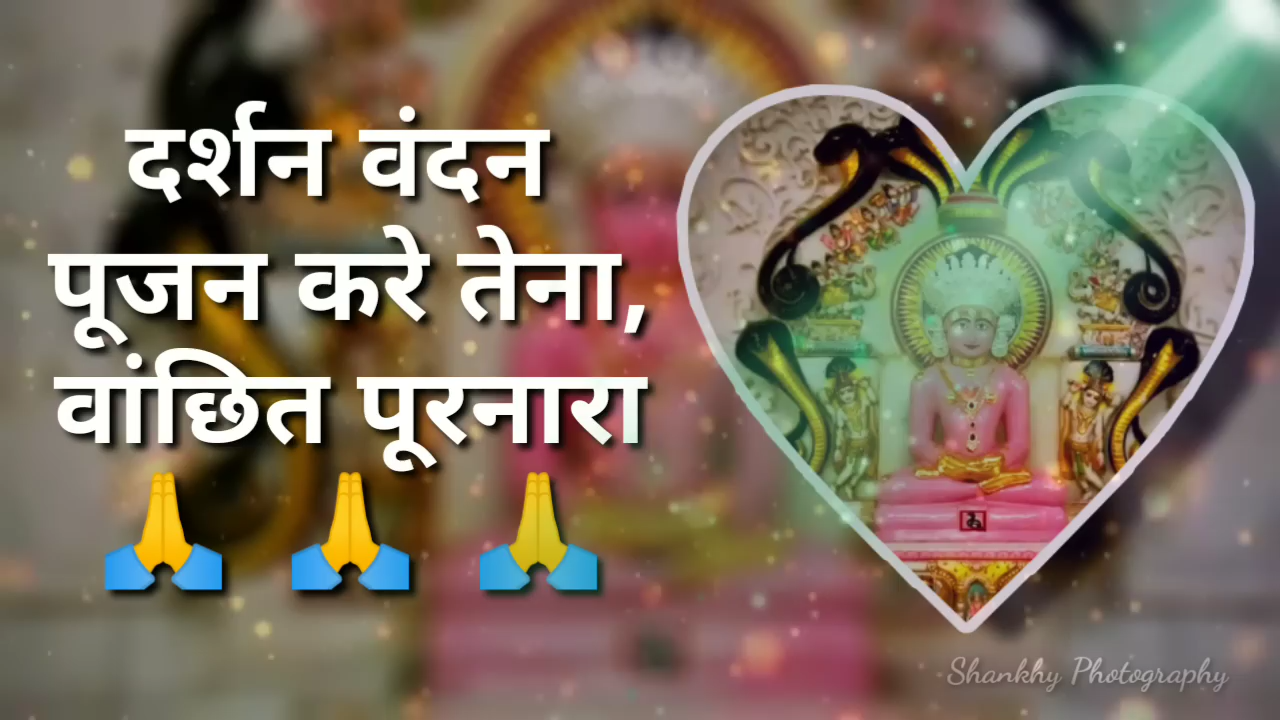 दर्शन वंदन
पूजन करे तेना,
वांछित पूरनारा
🙏 🙏 🙏
Shankhy Photography